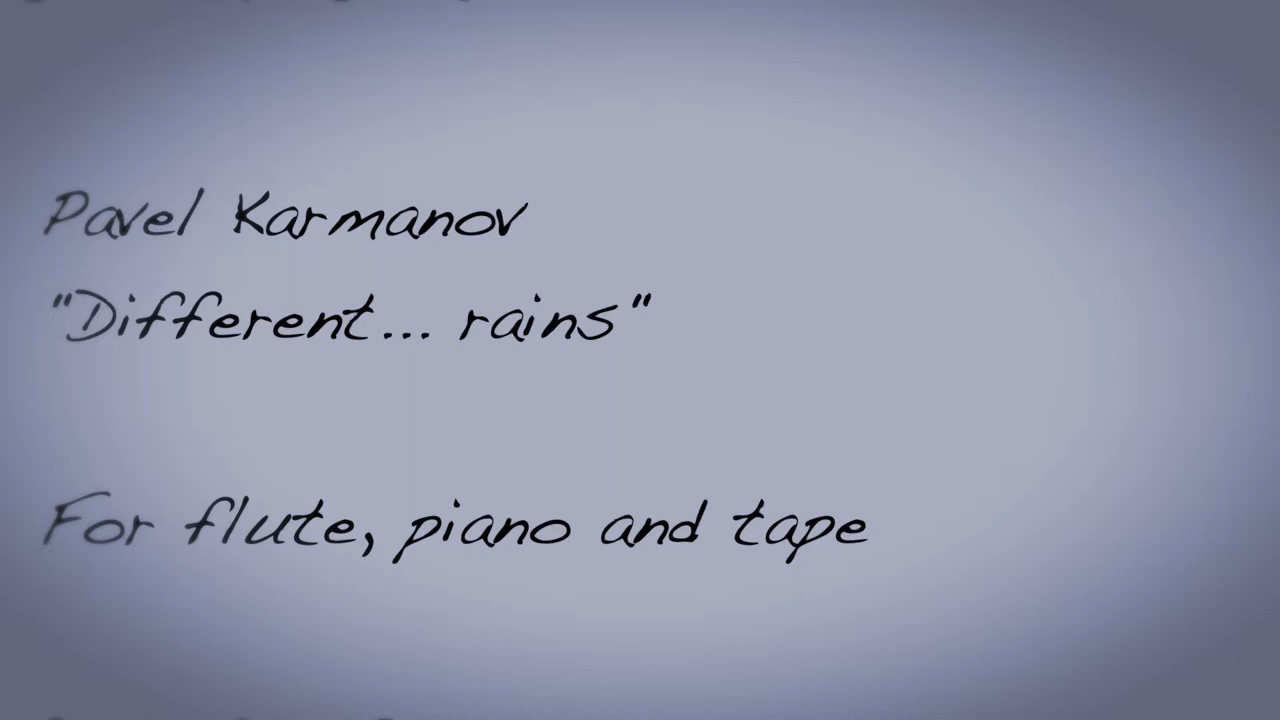 Pavel Karmanov
"Different... rains"
For flute, piano and tape